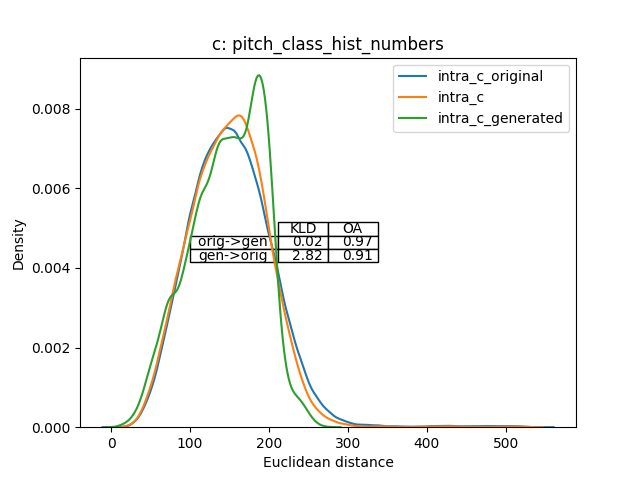 c: pitch_class_hist_numbers
intra_c_original
intra_c
intra_c_generated
0.008
0.006
0.004
0.002
0.000
Density
KLD OA
orig->gen 0.02 0.97
gen->orig 2.82 0.91
0 100 200 300 400 500
Euclidean distance